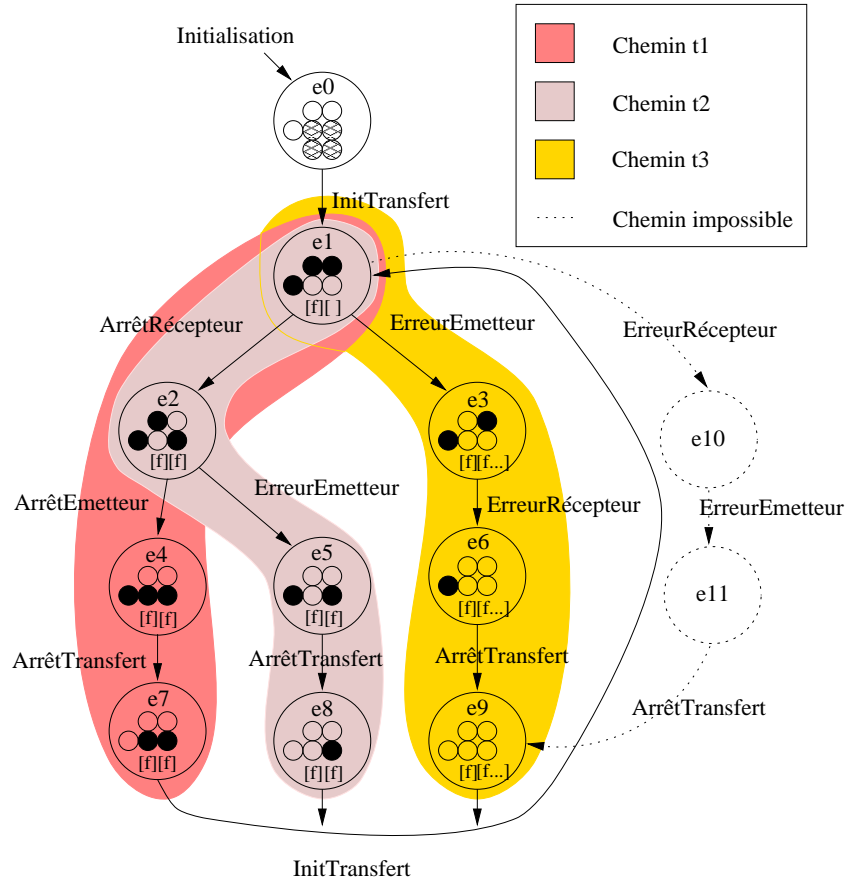 Initialisation
Chemin t1
e0
Chemin t2
Chemin t3
InitTransfert
Chemin impossible
e1
[f][ ]
ArrêtRécepteur
ErreurEmetteur
ErreurRécepteur
e2
[f][f]
e3
[f][f...]
e10
ErreurEmetteur
ArrêtEmetteur
ErreurRécepteur
ErreurEmetteur
e4
[f][f]
e5
[f][f]
e6
[f][f...]
e11
ArrêtTransfert
ArrêtTransfert
ArrêtTransfert
ArrêtTransfert
e7
[f][f]
e8
[f][f]
e9
[f][f...]
InitTransfert